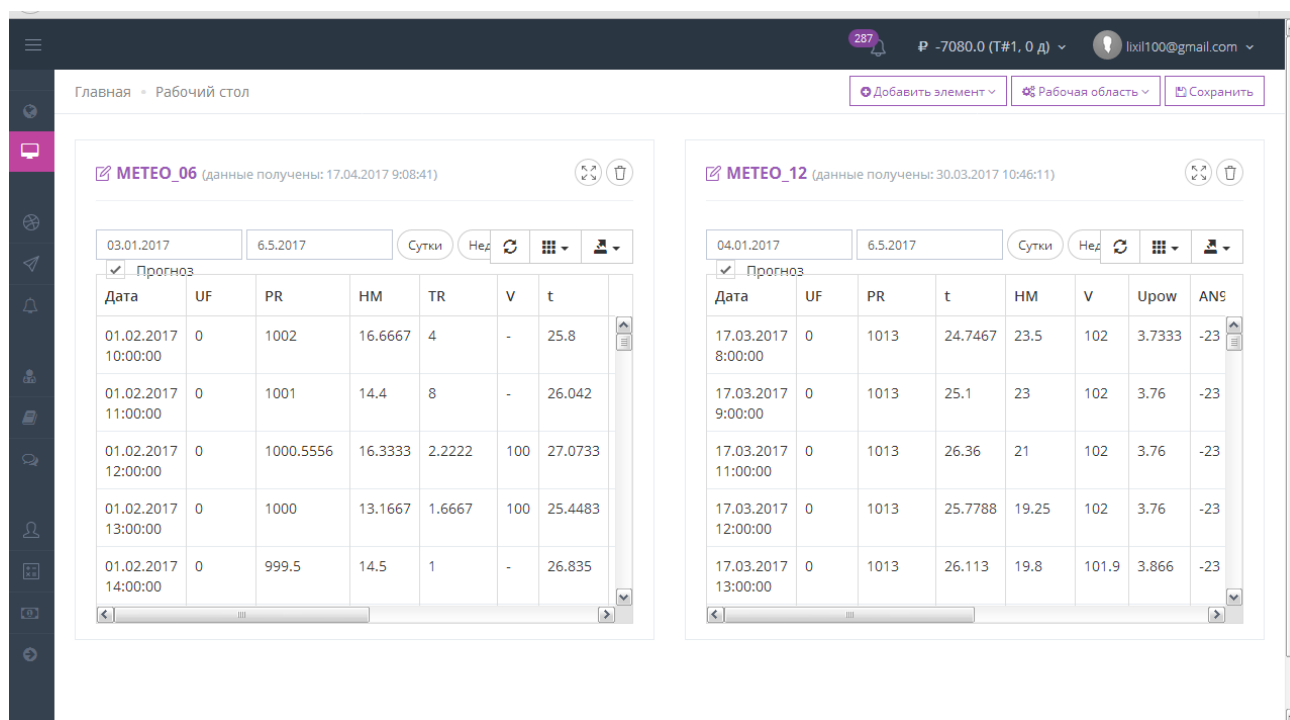 287 ₽ -7080.0 (T#1, 0 д) lixil100@gmail.com
Главная Рабочий стол Добавить элемент Рабочая область Сохранить
METEO_06 (данные получены: 17.04.2017 9:08:41)
03.01.2017 6.5.2017 Сутки Нед
Прогноз
Дата UF PR HM TR V t
01.02.2017 0 1002 16.6667 4 - 25.8
10:00:00
01.02.2017 0 1001 14.4 8 - 26.042
11:00:00
01.02.2017 0 1000.5556 16.3333 2.2222 100 27.0733
12:00:00
01.02.2017 0 1000 13.1667 1.6667 100 25.4483
13:00:00
01.02.2017 0 999.5 14.5 1 - 26.835
14:00:00
METEO_12 (данные получены: 30.03.2017 10:46:11)
04.01.2017 6.5.2017 Сутки Нед
Прогноз
Дата UF PR t HM V Upow AN9
17.03.2017 0 1013 24.7467 23.5 102 3.7333 -23
8:00:00
17.03.2017 0 1013 25.1 23 102 3.76 -23
9:00:00
17.03.2017 0 1013 26.36 21 102 3.76 -23
11:00:00
17.03.2017 0 1013 25.7788 19.25 102 3.76 -23
12:00:00
17.03.2017 0 1013 26.113 19.8 101.9 3.866 -23
13:00:00